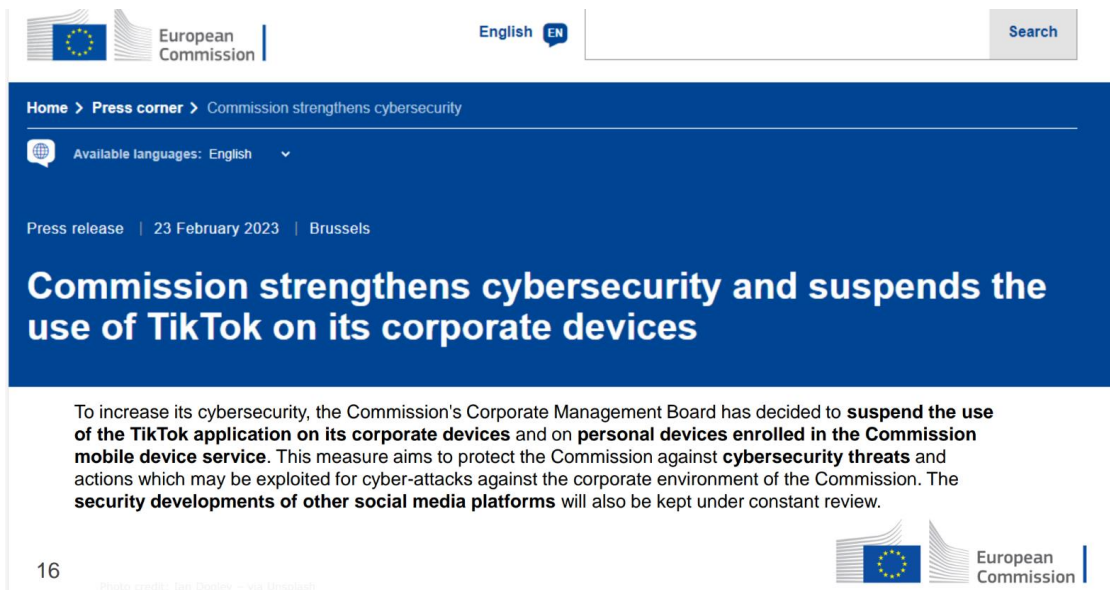 European
Commission
English EN
Search
Home > Press corner > Commission strengthens cybersecurity
Available languages: English
Press release | 23 February 2023 | Brussels
Commission strengthens cybersecurity and suspends the
use of TikTok on its corporate devices
To increase its cybersecurity, the Commission's Corporate Management Board has decided to suspend the use
of the TikTok application on its corporate devices and on personal devices enrolled in the Commission
mobile device service. This measure aims to protect the Commission against cybersecurity threats and
actions which may be exploited for cyber-attacks against the corporate environment of the Commission. The
security developments of other social media platforms will also be kept under constant review.
16
European
Commission